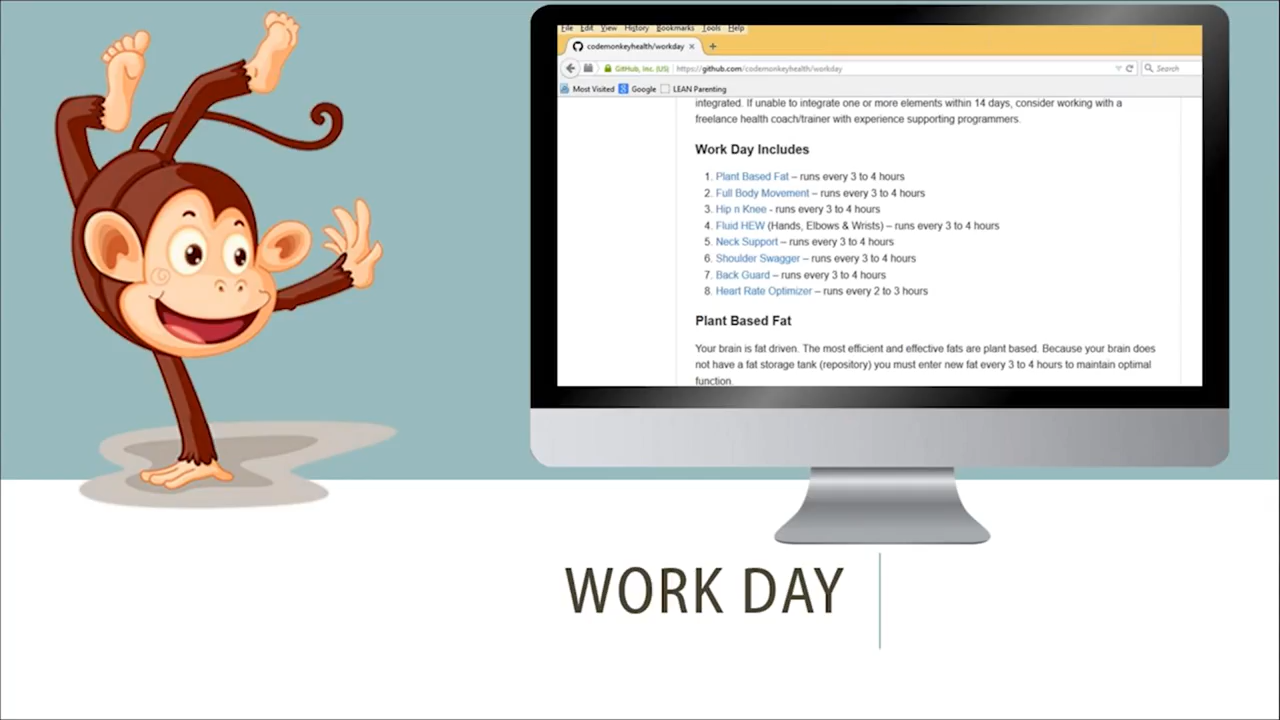 File Edit View History Bookmarks Tools Help
codemonkeyhealth/workday
GitHub, Inc. (US) https://github.com/codemonkeyhealth/workday Search
Most Visited Google LEAN Parenting
integrated. If unable to integrate one or more elements within 14 days, consider working with a
freelance health coach/trainer with experience supporting programmers.
Work Day Includes
1. Plant Based Fat – runs every 3 to 4 hours
2. Full Body Movement – runs every 3 to 4 hours
3. Hip n Knee - runs every 3 to 4 hours
4. Fluid HEW (Hands, Elbows & Wrists) – runs every 3 to 4 hours
5. Neck Support – runs every 3 to 4 hours
6. Shoulder Swagger – runs every 3 to 4 hours
7. Back Guard – runs every 3 to 4 hours
8. Heart Rate Optimizer – runs every 2 to 3 hours
Plant Based Fat
Your brain is fat driven. The most efficient and effective fats are plant based. Because your brain does
not have a fat storage tank (repository) you must enter new fat every 3 to 4 hours to maintain optimal
function.
WORK DAY